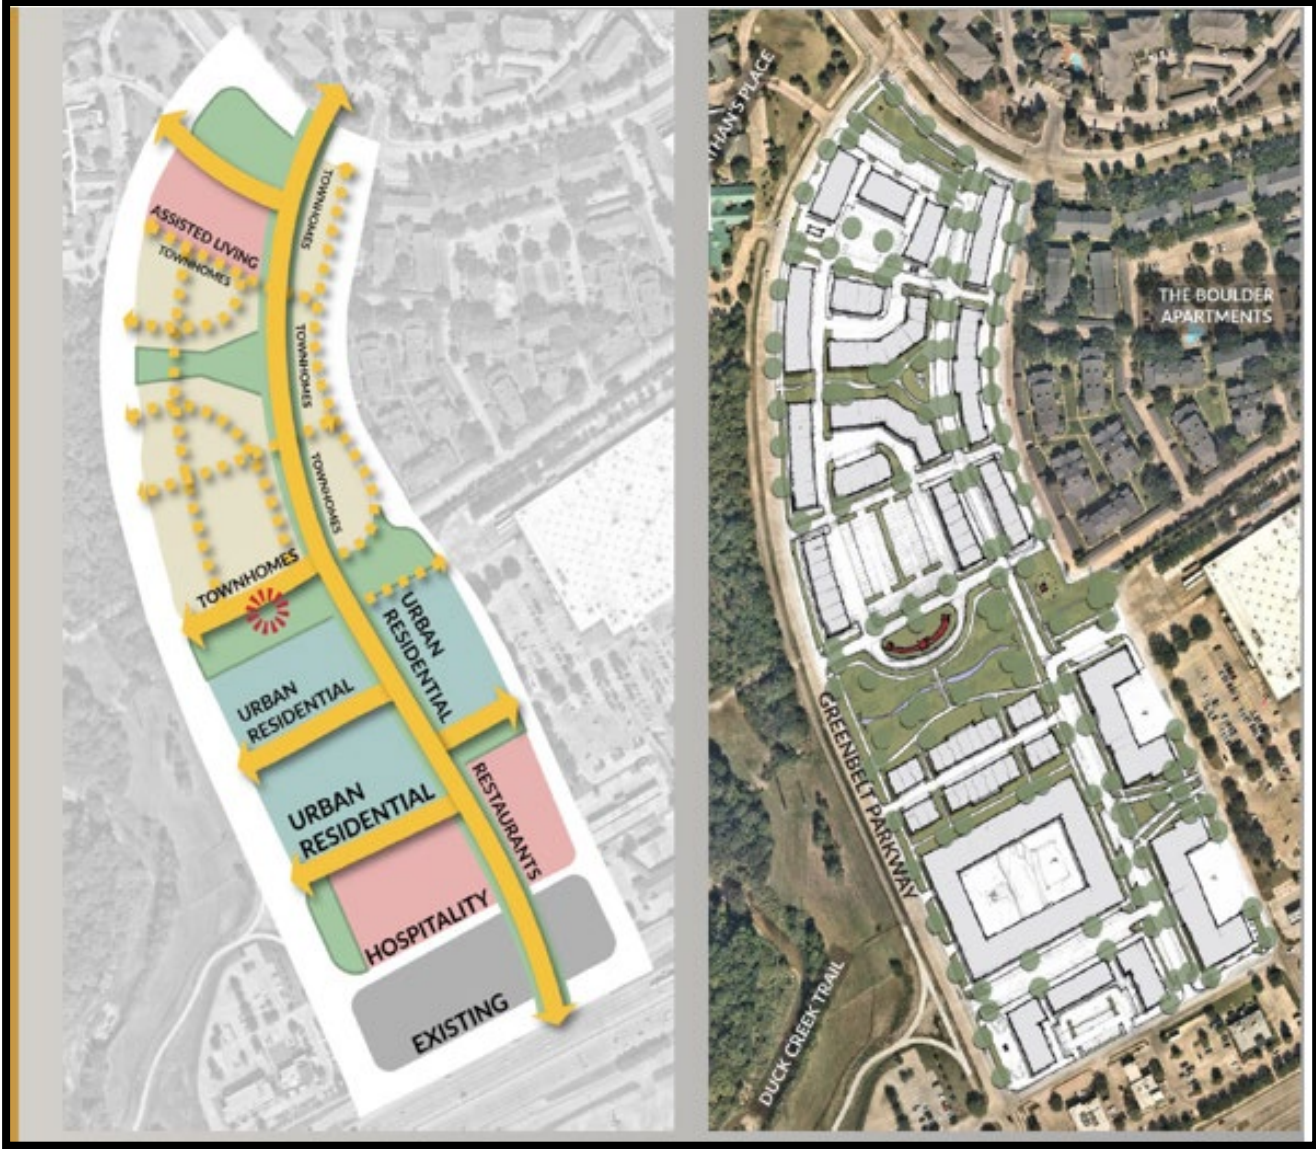 TOWNHOMES
ASSISTED LIVING
TOWNHOMES
TOWNHOMES
TOWNHOMES
TOWNHOMES
URBAN
RESIDENTIAL
URBAN
RESIDENTIAL
URBAN
RESIDENTIAL
RESTAURANTS
HOSPITALITY
EXISTING
THAN'S PLACE
THE BOULDER
APARTMENTS
GREENBELT PARKWAY
DUCK CREEK TRAIL